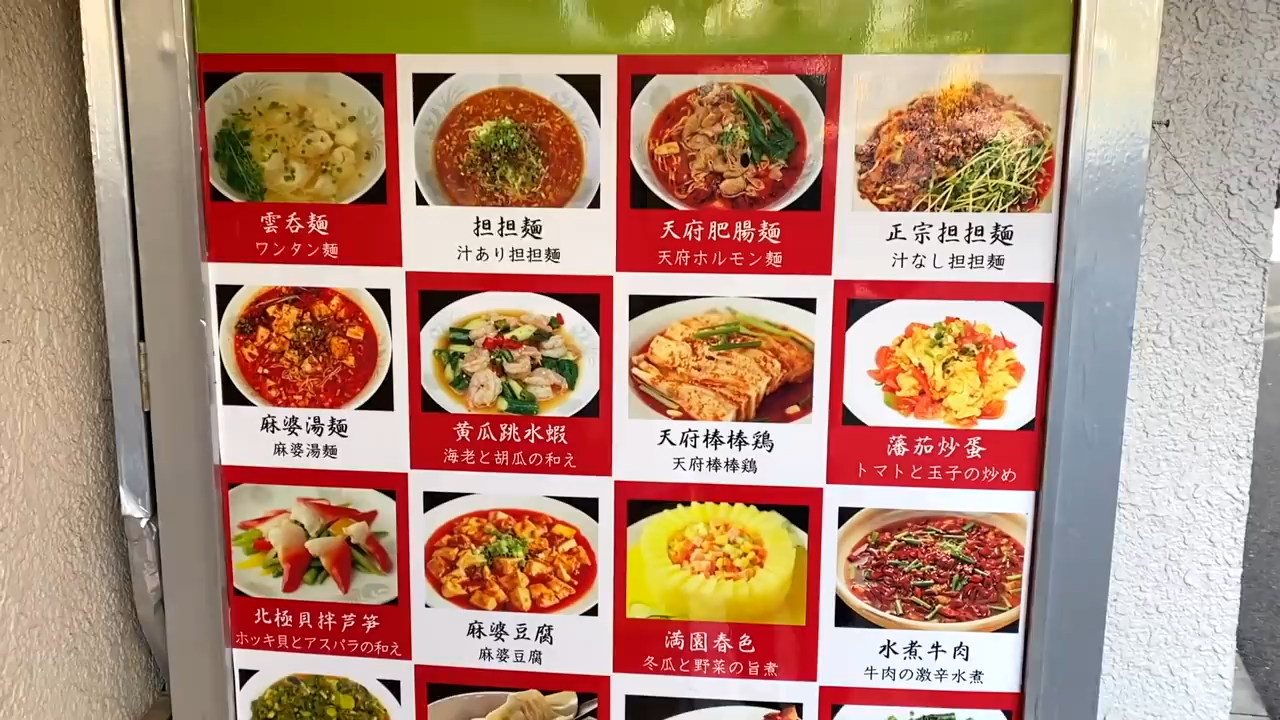 雲呑麺
ワンタン麺
担担麺
汁あり担担麺
天府肥腸麺
天府ホルモン麺
正宗担担麺
汁なし担担麺
麻婆湯麺
麻婆湯麺
黄瓜跳水蝦
海老と胡瓜の和え
天府棒棒鶏
天府棒棒鶏
蕃茄炒蛋
トマトと玉子の炒め
北極貝拌芦笋
ホッキ貝とアスパラの和え
麻婆豆腐
麻婆豆腐
満園春色
冬瓜と野菜の旨煮
水煮牛肉
牛肉の激辛水煮